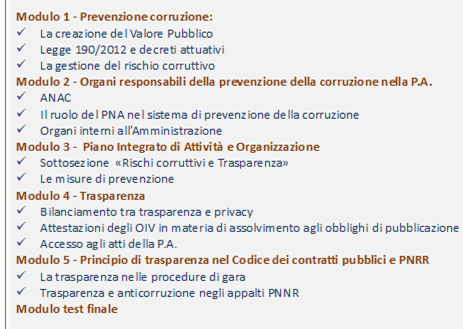 Modulo 1 - Prevenzione corruzione:
✓ La creazione del Valore Pubblico
✓ Legge 190/2012 e decreti attuativi
✓ La gestione del rischio corruttivo
Modulo 2 - Organi responsabili della prevenzione della corruzione nella P.A.
✓ ANAC
✓ Il ruolo del PNA nel sistema di prevenzione della corruzione
✓ Organi interni all'Amministrazione
Modulo 3 - Piano Integrato di Attività e Organizzazione
✓ Sottosezione «Rischi corruttivi e Trasparenza»
✓ Le misure di prevenzione
Modulo 4 - Trasparenza
✓ Bilanciamento tra trasparenza e privacy
✓ Attestazioni degli OIV in materia di assolvimento agli obblighi di pubblicazione
✓ Accesso agli atti della P.A.
Modulo 5 - Principio di trasparenza nel Codice dei contratti pubblici e PNRR
✓ La trasparenza nelle procedure di gara
✓ Trasparenza e anticorruzione negli appalti PNNR
Modulo test finale